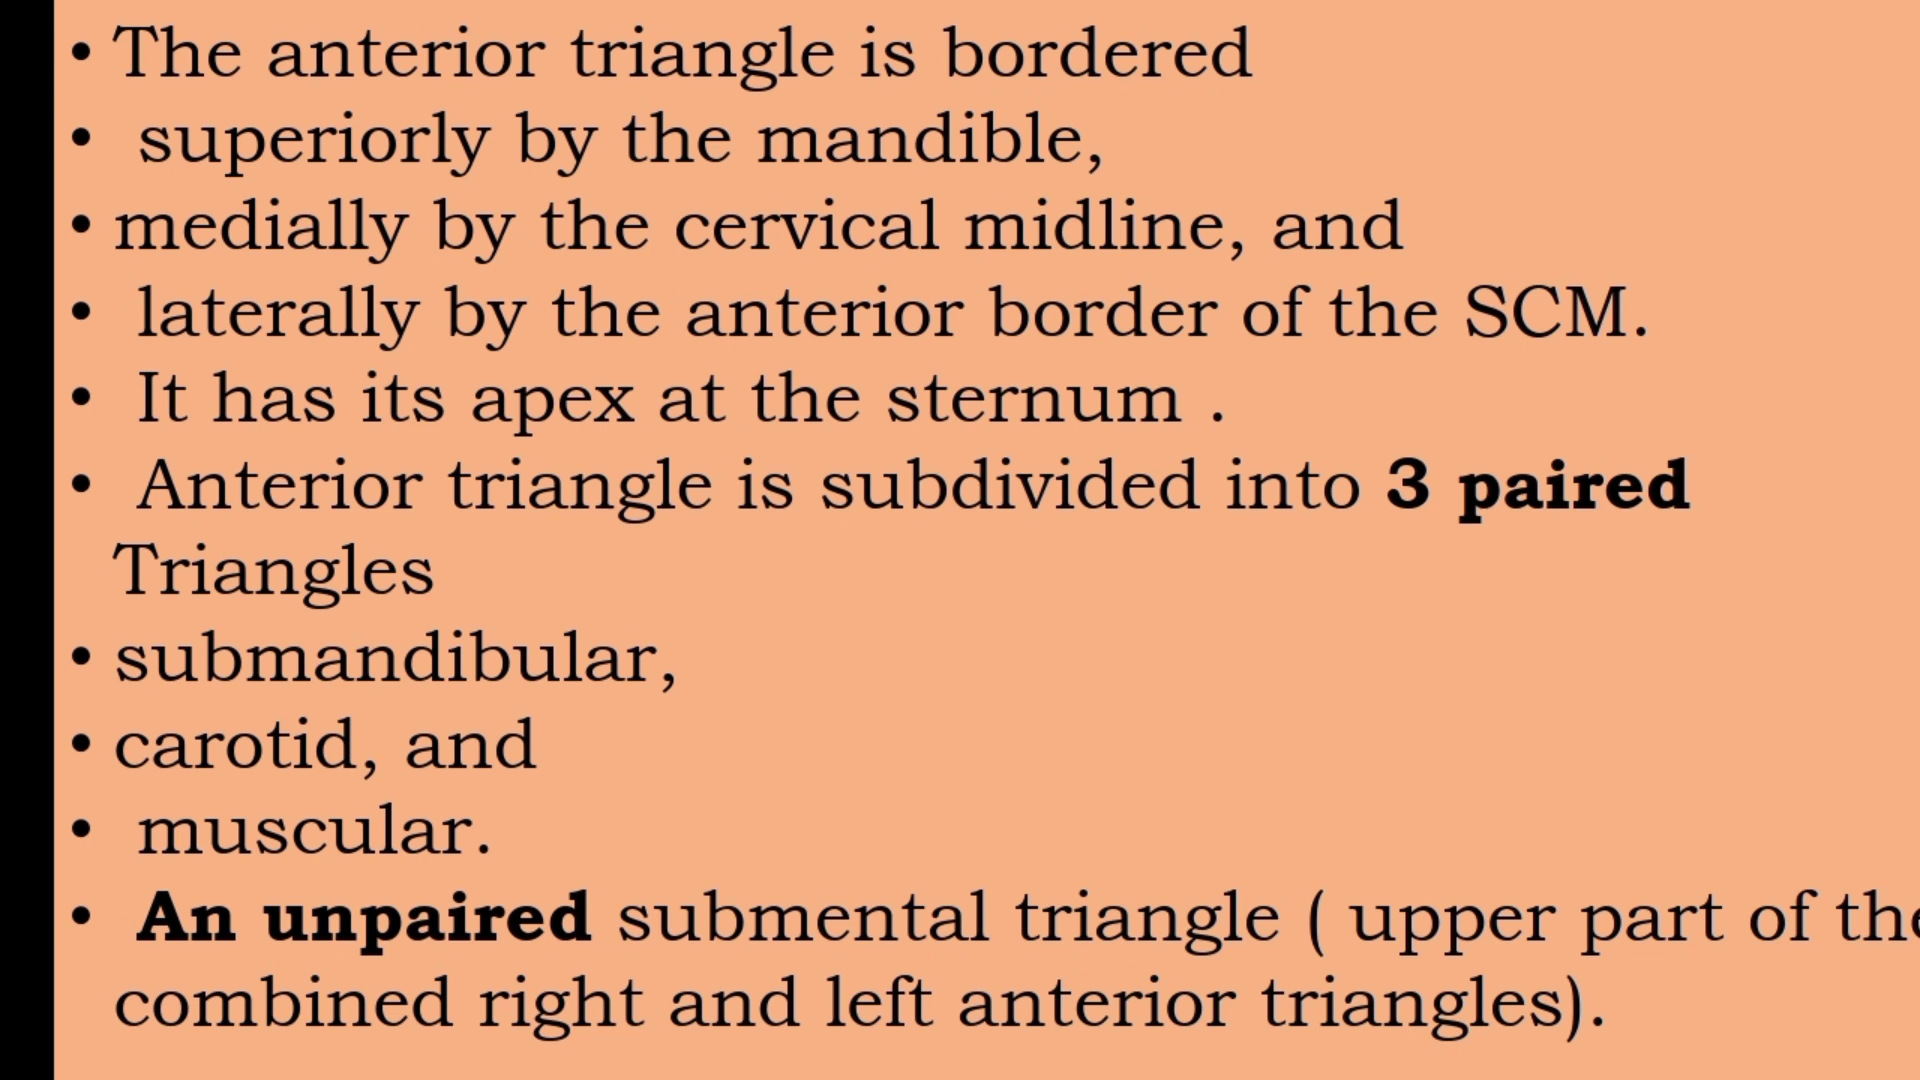 • The anterior triangle is bordered
• superiorly by the mandible,
• medially by the cervical midline, and
• laterally by the anterior border of the SCM.
• It has its apex at the sternum .
• Anterior triangle is subdivided into 3 paired
Triangles
• submandibular,
• carotid, and
• muscular.
• An unpaired submental triangle ( upper part of the
combined right and left anterior triangles).